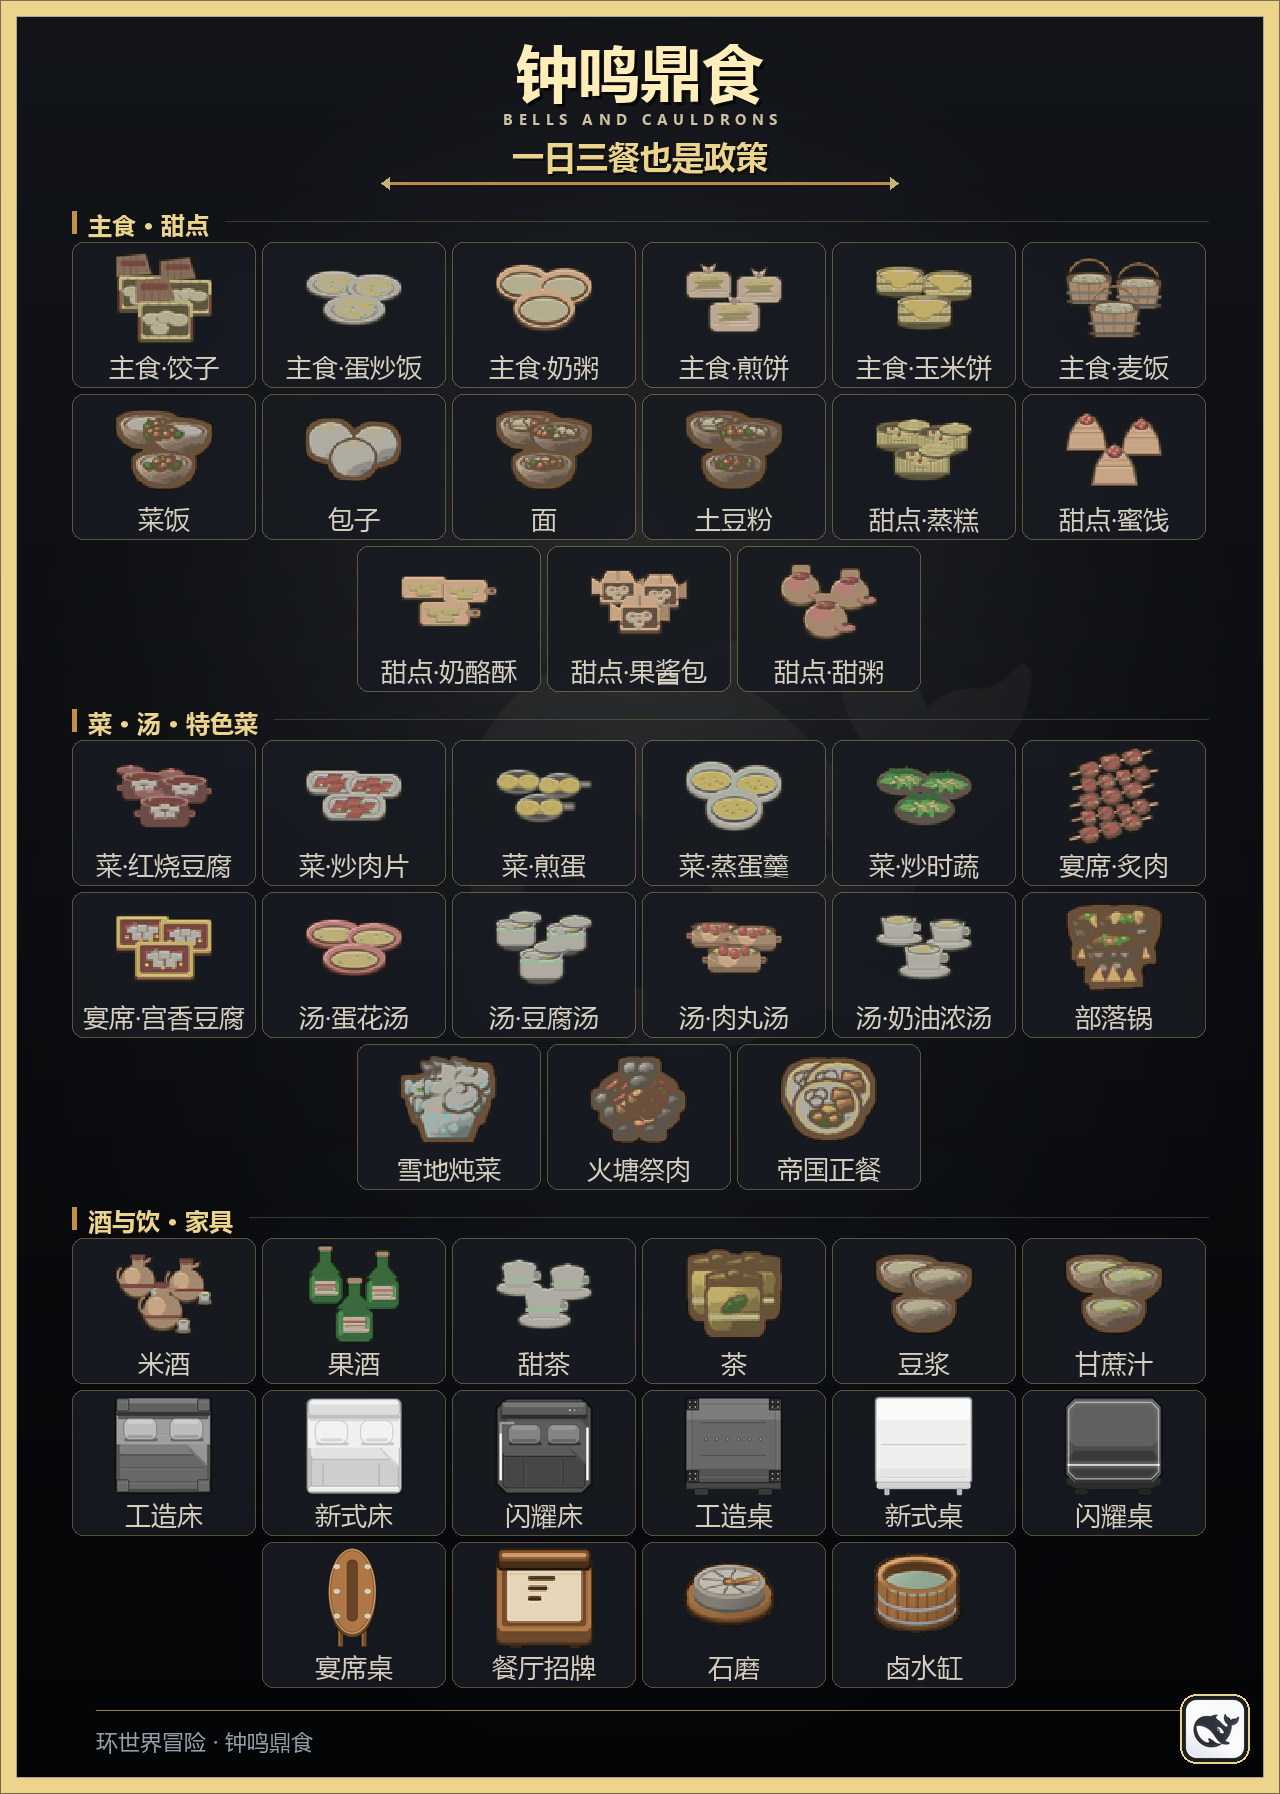 钟鸣鼎食
BELLS AND CAULDRONS
一日三餐也是政策
主食·甜点
主食·饺子
主食·蛋炒饭
主食·奶粥
主食·煎饼
主食·玉米饼
主食·麦饭
菜饭
包子
面
土豆粉
甜点·蒸糕
甜点·蜜饯
甜点·奶酪酥
甜点·果酱包
甜点·甜粥
菜·汤·特色菜
菜·红烧豆腐
菜·炒肉片
菜·煎蛋
菜·蒸蛋羹
菜·炒时蔬
宴席·炙肉
宴席·宫香豆腐
汤·蛋花汤
汤·豆腐汤
汤·肉丸汤
汤·奶油浓汤
部落锅
雪地炖菜
火塘祭肉
帝国正餐
酒与饮·家具
米酒
果酒
甜茶
茶
豆浆
甘蔗汁
工造床
新式床
闪耀床
工造桌
新式桌
闪耀桌
宴席桌
餐厅招牌
石磨
卤水缸
环世界冒险·钟鸣鼎食